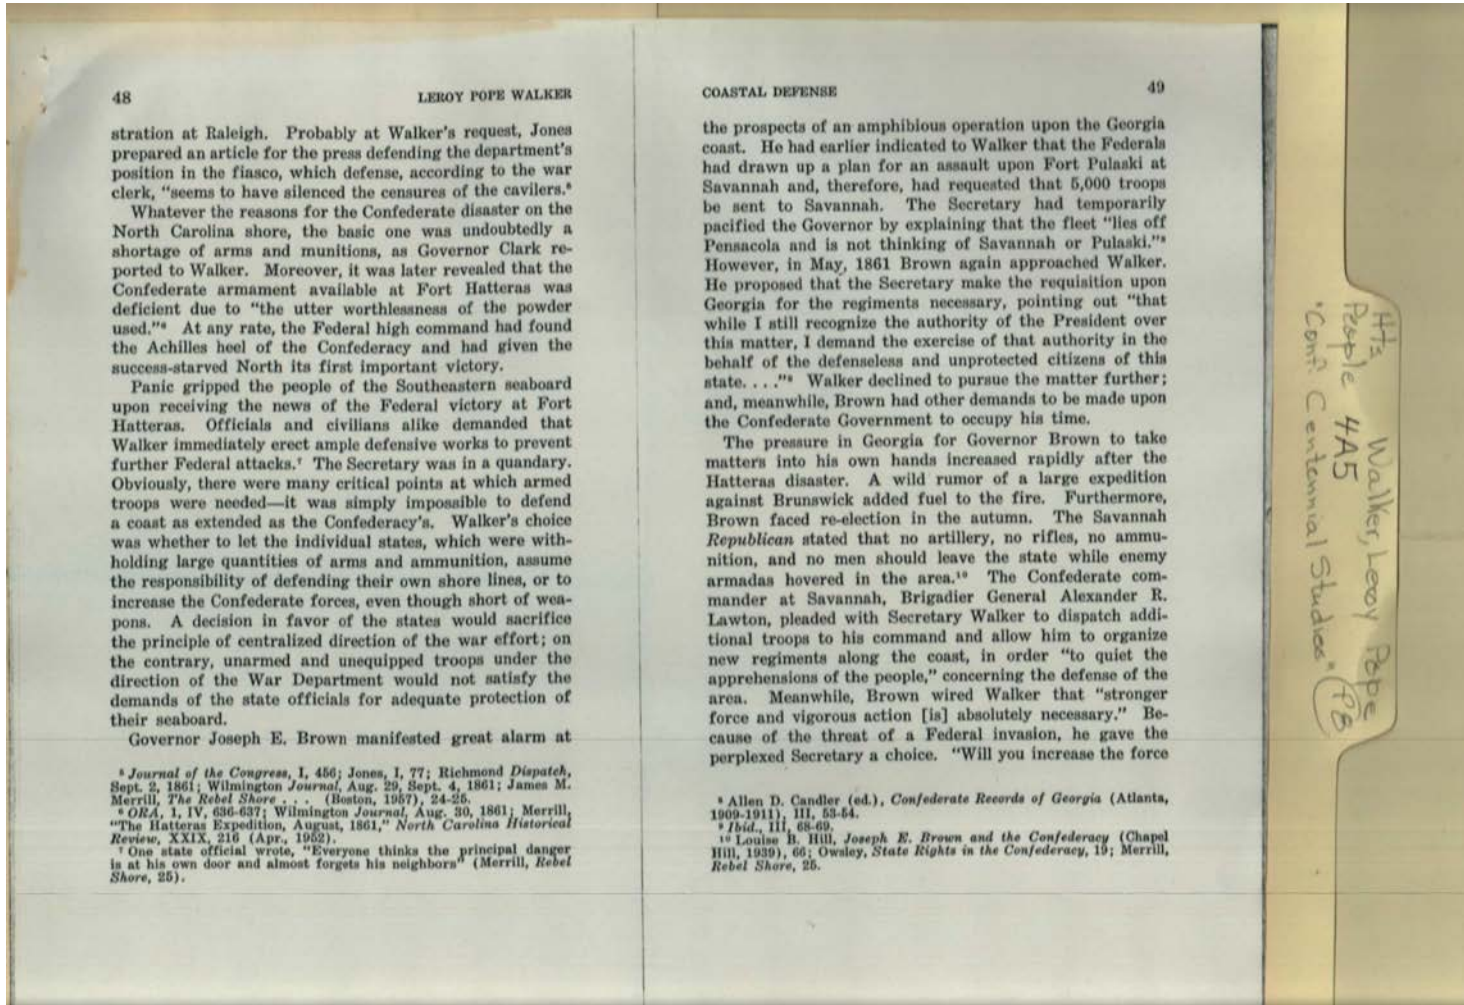 48 LEROY POPE WALKER
stration at Raleigh. Probably at Walker's request, Jones
prepared an article for the press defending the department's
position in the fiasco, which defense, according to the war
clerk, "seems to have silenced the censures of the cavilers.⁵
Whatever the reasons for the Confederate disaster on the
North Carolina shore, the basic one was undoubtedly a
shortage of arms and munitions, as Governor Clark re-
ported to Walker. Moreover, it was later revealed that the
Confederate armament available at Fort Hatteras was
deficient due to "the utter worthlessness of the powder
used."⁶ At any rate, the Federal high command had found
the Achilles heel of the Confederacy and had given the
success-starved North its first important victory.
Panic gripped the people of the Southeastern seaboard
upon receiving the news of the Federal victory at Fort
Hatteras. Officials and civilians alike demanded that
Walker immediately erect ample defensive works to prevent
further Federal attacks.⁷ The Secretary was in a quandary.
Obviously, there were many critical points at which armed
troops were needed—it was simply impossible to defend
a coast as extended as the Confederacy's. Walker's choice
was whether to let the individual states, which were with-
holding large quantities of arms and ammunition, assume
the responsibility of defending their own shore lines, or to
increase the Confederate forces, even though short of wea-
pons. A decision in favor of the states would sacrifice
the principle of centralized direction of the war effort; on
the contrary, unarmed and unequipped troops under the
direction of the War Department would not satisfy the
demands of the state officials for adequate protection of
their seaboard.
Governor Joseph E. Brown manifested great alarm at
⁵ Journal of the Congress, I, 456; Jones, I, 77; Richmond Dispatch,
Sept. 2, 1861; Wilmington Journal, Aug. 29, Sept. 4, 1861; James M.
Merrill, The Rebel Shore . . . (Boston, 1957), 24-25.
⁶ ORA, 1, IV, 636-637; Wilmington Journal, Aug. 30, 1861; Merrill,
"The Hatteras Expedition, August, 1861," North Carolina Historical
Review, XXIX, 216 (Apr., 1952).
⁷ One state official wrote, "Everyone thinks the principal danger
is at his own door and almost forgets his neighbors" (Merrill, Rebel
Shore, 25).
COASTAL DEFENSE 49
the prospects of an amphibious operation upon the Georgia
coast. He had earlier indicated to Walker that the Federals
had drawn up a plan for an assault upon Fort Pulaski at
Savannah and, therefore, had requested that 5,000 troops
be sent to Savannah. The Secretary had temporarily
pacified the Governor by explaining that the fleet "lies off
Pensacola and is not thinking of Savannah or Pulaski."⁸
However, in May, 1861 Brown again approached Walker.
He proposed that the Secretary make the requisition upon
Georgia for the regiments necessary, pointing out "that
while I still recognize the authority of the President over
this matter, I demand the exercise of that authority in the
behalf of the defenseless and unprotected citizens of this
state. . . ."⁹ Walker declined to pursue the matter further;
and, meanwhile, Brown had other demands to be made upon
the Confederate Government to occupy his time.
The pressure in Georgia for Governor Brown to take
matters into his own hands increased rapidly after the
Hatteras disaster. A wild rumor of a large expedition
against Brunswick added fuel to the fire. Furthermore,
Brown faced re-election in the autumn. The Savannah
Republican stated that no artillery, no rifles, no ammu-
nition, and no men should leave the state while enemy
armadas hovered in the area.¹⁰ The Confederate com-
mander at Savannah, Brigadier General Alexander R.
Lawton, pleaded with Secretary Walker to dispatch addi-
tional troops to his command and allow him to organize
new regiments along the coast, in order "to quiet the
apprehensions of the people," concerning the defense of the
area. Meanwhile, Brown wired Walker that "stronger
force and vigorous action [is] absolutely necessary." Be-
cause of the threat of a Federal invasion, he gave the
perplexed Secretary a choice. "Will you increase the force
⁸ Allen D. Candler (ed.), Confederate Records of Georgia (Atlanta,
1909-1911), III, 53-54.
⁹ Ibid., III, 68-69.
¹⁰ Louise B. Hill, Joseph E. Brown and the Confederacy (Chapel
Hill, 1939), 66; Owsley, State Rights in the Confederacy, 19; Merrill,
Rebel Shore, 25.
HTs Walker, Leroy Pope
People 4A5 P8
"Conf. Centennial Studies"